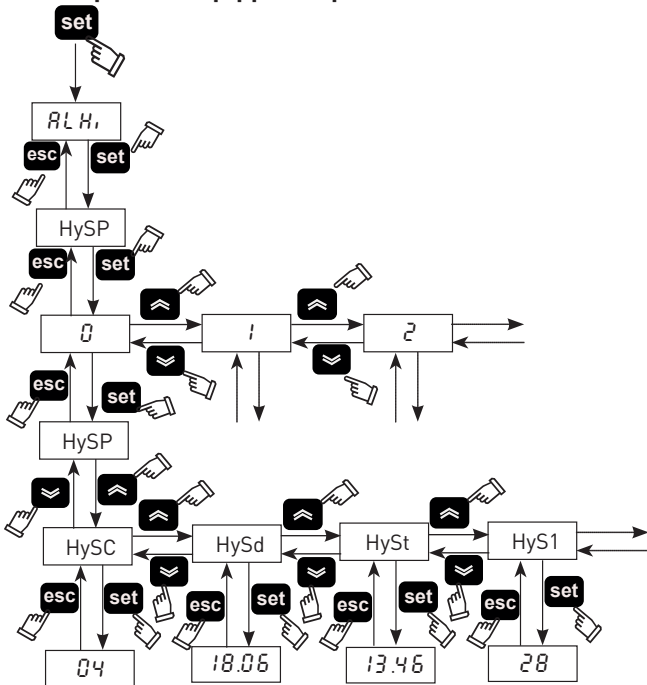 set
ALHi
esc set
HySP
esc set
0 1 2
esc set
HySP
HySC HySd HySt HyS1
esc set esc set esc set esc set
04 18.06 13.46 28